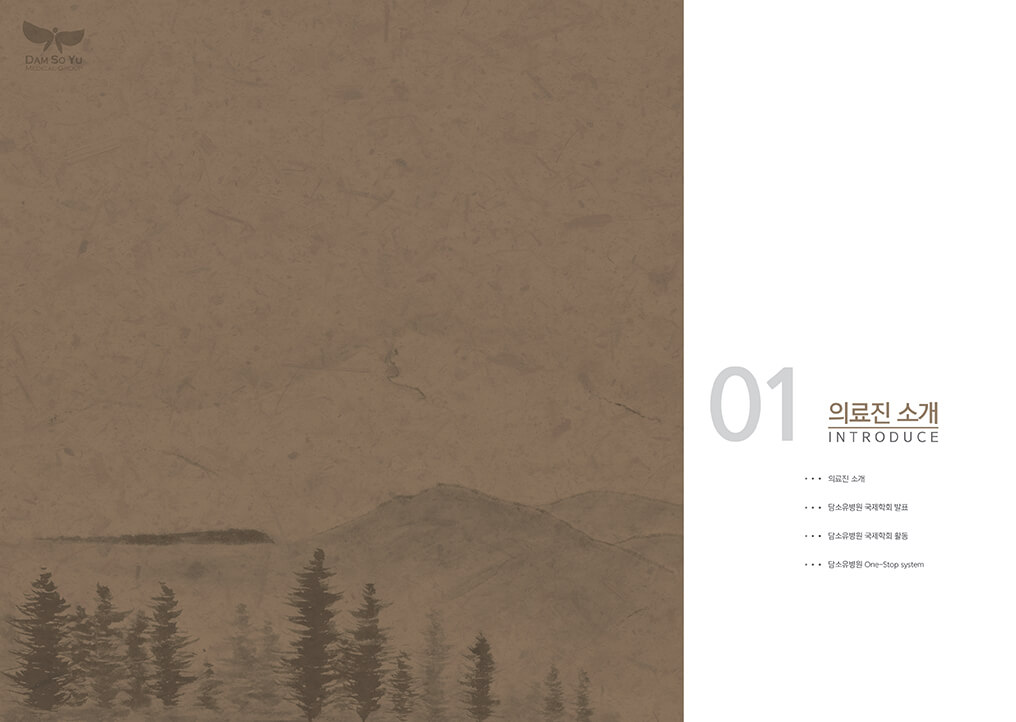 DAM SO YU
MEDICAL GROUP
01
의료진 소개
INTRODUCE
••• 의료진 소개
••• 담소유병원 국제학회 발표
••• 담소유병원 국제학회 활동
••• 담소유병원 One-Stop system